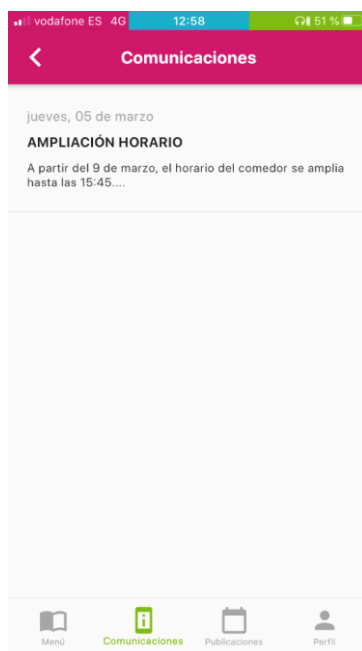 vodafone ES 4G 12:58 51 %
Comunicaciones
jueves, 05 de marzo
AMPLIACIÓN HORARIO
A partir del 9 de marzo, el horario del comedor se amplia
hasta las 15:45....
Menú Comunicaciones Publicaciones Perfil